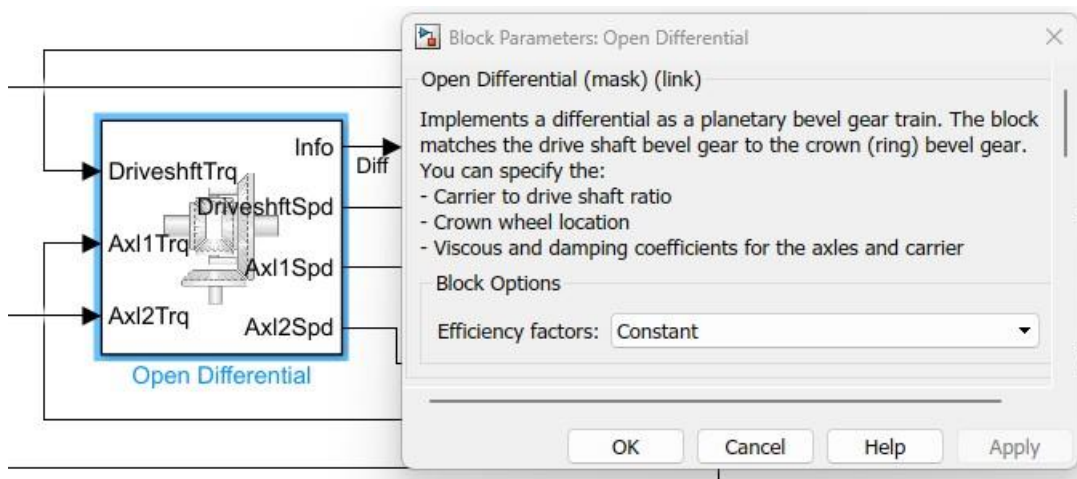 Info
Diff
DriveshftTrq
DriveshftSpd
Axl1Trq
Axl1Spd
Axl2Trq
Axl2Spd
Open Differential
Block Parameters: Open Differential
Open Differential (mask) (link)
Implements a differential as a planetary bevel gear train. The block
matches the drive shaft bevel gear to the crown (ring) bevel gear.
You can specify the:
- Carrier to drive shaft ratio
- Crown wheel location
- Viscous and damping coefficients for the axles and carrier
Block Options
Efficiency factors: Constant
OK Cancel Help Apply